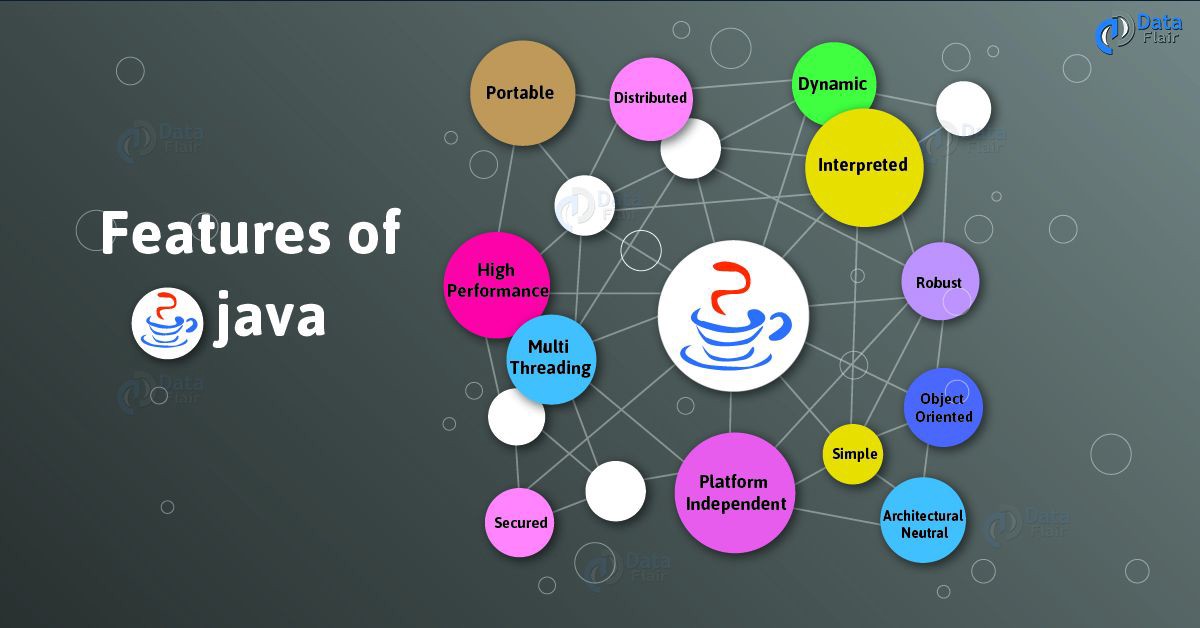 Data
Flair
Features of
java
Portable
Distributed
Dynamic
Interpreted
High
Performance
Multi
Threading
Robust
Object
Oriented
Simple
Platform
Independent
Architectural
Neutral
Secured
Data
Flair
Data
Flair
Data
Flair
Data
Flair
Data
Flair
Data
Flair